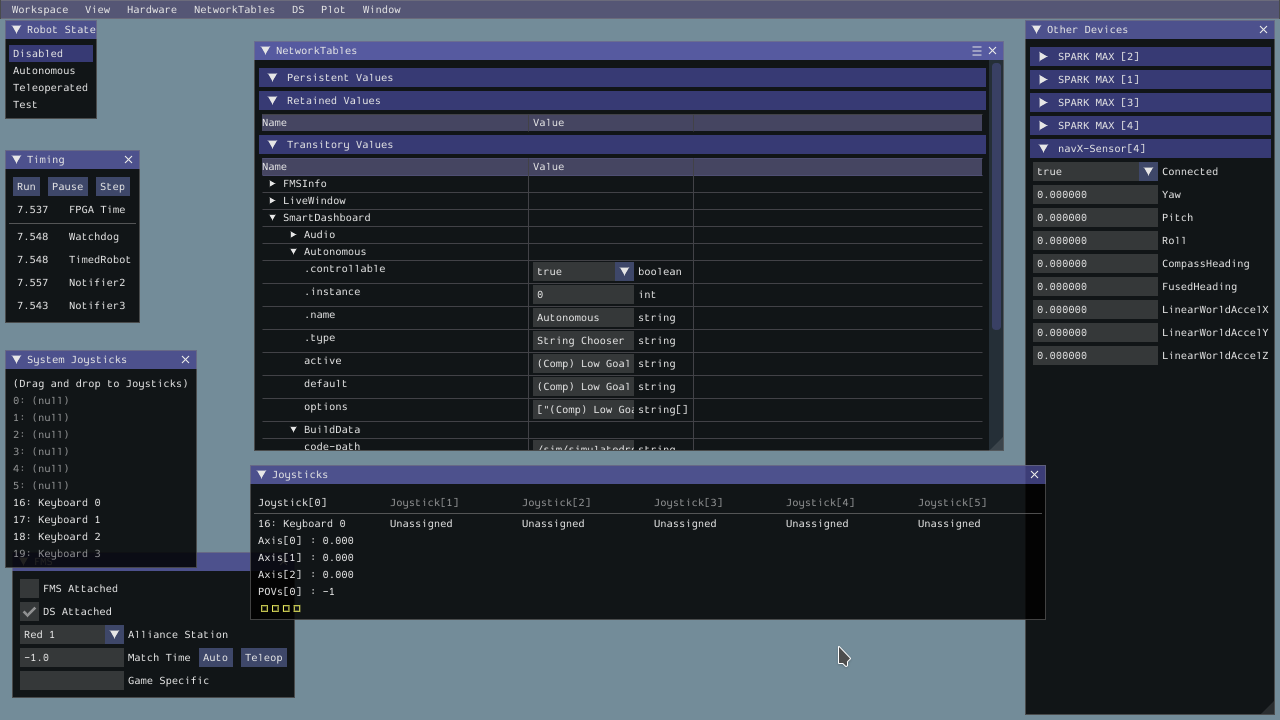 Workspace View Hardware NetworkTables DS Plot Window
Robot State
Disabled
Autonomous
Teleoperated
Test
Timing
Run Pause Step
7.537 FPGA Time
7.548 Watchdog
7.548 TimedRobot
7.557 Notifier2
7.543 Notifier3
System Joysticks
(Drag and drop to Joysticks)
0: (null)
1: (null)
2: (null)
3: (null)
4: (null)
5: (null)
16: Keyboard 0
17: Keyboard 1
18: Keyboard 2
19: Keyboard 3
FMS Attached
DS Attached
Red 1 Alliance Station
-1.0 Match Time Auto Teleop
Game Specific
NetworkTables
Persistent Values
Retained Values
Name Value
Transitory Values
Name Value
FMSInfo
LiveWindow
SmartDashboard
Audio
Autonomous
.controllable true boolean
.instance 0 int
.name Autonomous string
.type String Chooser string
active (Comp) Low Goal string
default (Comp) Low Goal string
options ["(Comp) Low Goa string[]
BuildData
code-path /sim/simulatedr string
Joysticks
Joystick[0] Joystick[1] Joystick[2] Joystick[3] Joystick[4] Joystick[5]
16: Keyboard 0 Unassigned Unassigned Unassigned Unassigned Unassigned
Axis[0] : 0.000
Axis[1] : 0.000
Axis[2] : 0.000
POVs[0] : -1
Other Devices
SPARK MAX [2]
SPARK MAX [1]
SPARK MAX [3]
SPARK MAX [4]
navX-Sensor[4]
true Connected
0.000000 Yaw
0.000000 Pitch
0.000000 Roll
0.000000 CompassHeading
0.000000 FusedHeading
0.000000 LinearWorldAccelX
0.000000 LinearWorldAccelY
0.000000 LinearWorldAccelZ